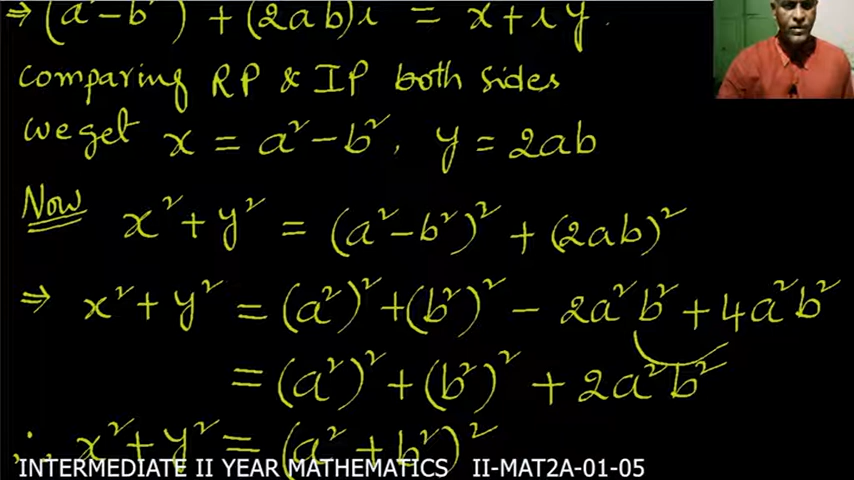 ⇒ (a² – b²) + (2ab)i = x + iy.
comparing RP & IP both sides
we get x = a² – b², y = 2ab
Now x² + y² = (a² – b²)² + (2ab)²
⇒ x² + y² = (a²)² + (b²)² – 2a²b² + 4a²b²
= (a²)² + (b²)² + 2a²b²
∴ x² + y² = (a² + b²)²
INTERMEDIATE II YEAR MATHEMATICS II-MAT2A-01-05